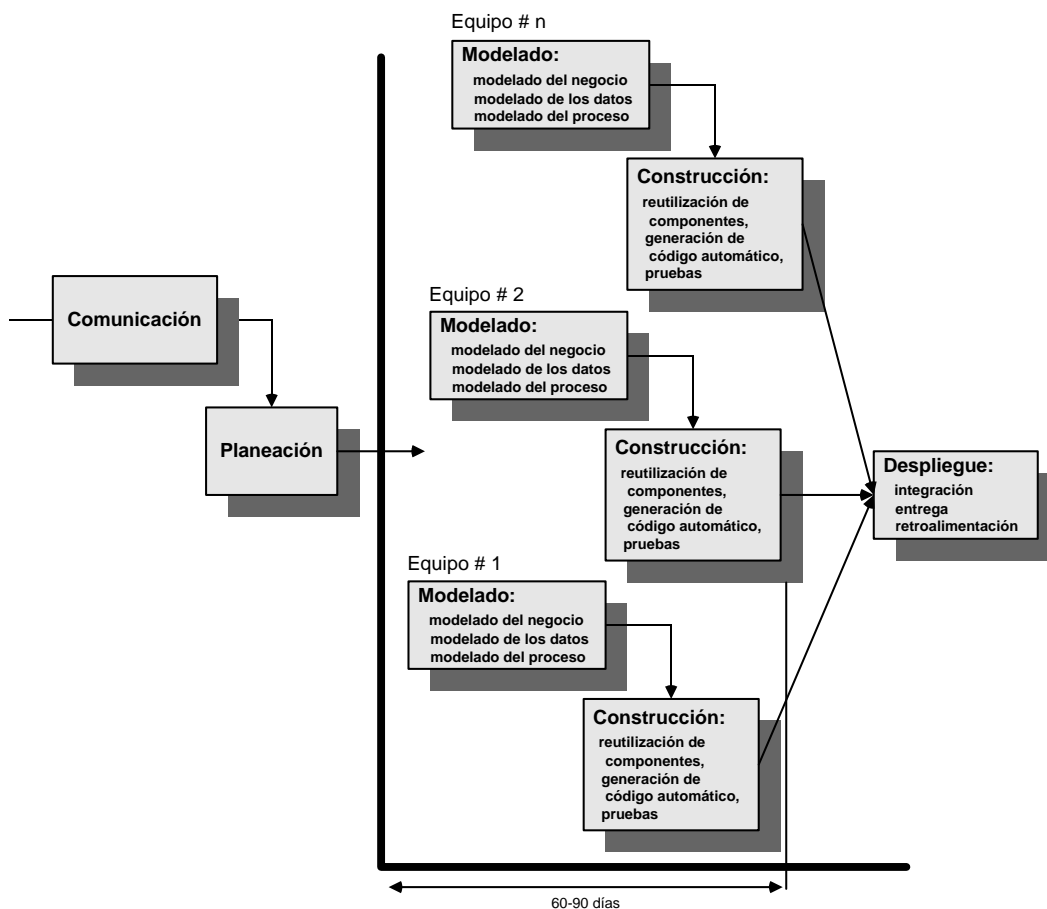 Equipo # n
Modelado:
modelado del negocio
modelado de los datos
modelado del proceso
Construcción:
reutilización de
componentes,
generación de
código automático,
pruebas
Comunicación
Planeación
Equipo # 2
Modelado:
modelado del negocio
modelado de los datos
modelado del proceso
Construcción:
reutilización de
componentes,
generación de
código automático,
pruebas
Despliegue:
integración
entrega
retroalimentación
Equipo # 1
Modelado:
modelado del negocio
modelado de los datos
modelado del proceso
Construcción:
reutilización de
componentes,
generación de
código automático,
pruebas
60-90 días